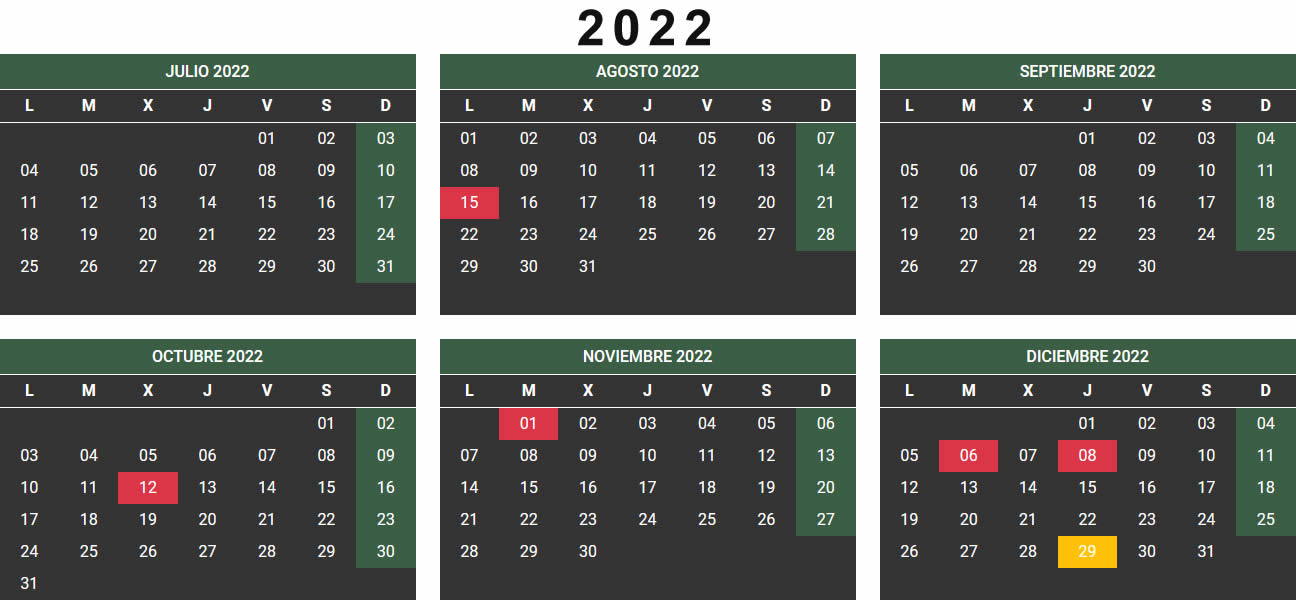 2022
JULIO 2022
L M X J V S D
01 02 03
04 05 06 07 08 09 10
11 12 13 14 15 16 17
18 19 20 21 22 23 24
25 26 27 28 29 30 31
AGOSTO 2022
L M X J V S D
01 02 03 04 05 06 07
08 09 10 11 12 13 14
15 16 17 18 19 20 21
22 23 24 25 26 27 28
29 30 31
SEPTIEMBRE 2022
L M X J V S D
01 02 03 04
05 06 07 08 09 10 11
12 13 14 15 16 17 18
19 20 21 22 23 24 25
26 27 28 29 30
OCTUBRE 2022
L M X J V S D
01 02
03 04 05 06 07 08 09
10 11 12 13 14 15 16
17 18 19 20 21 22 23
24 25 26 27 28 29 30
31
NOVIEMBRE 2022
L M X J V S D
01 02 03 04 05 06
07 08 09 10 11 12 13
14 15 16 17 18 19 20
21 22 23 24 25 26 27
28 29 30
DICIEMBRE 2022
L M X J V S D
01 02 03 04
05 06 07 08 09 10 11
12 13 14 15 16 17 18
19 20 21 22 23 24 25
26 27 28 29 30 31